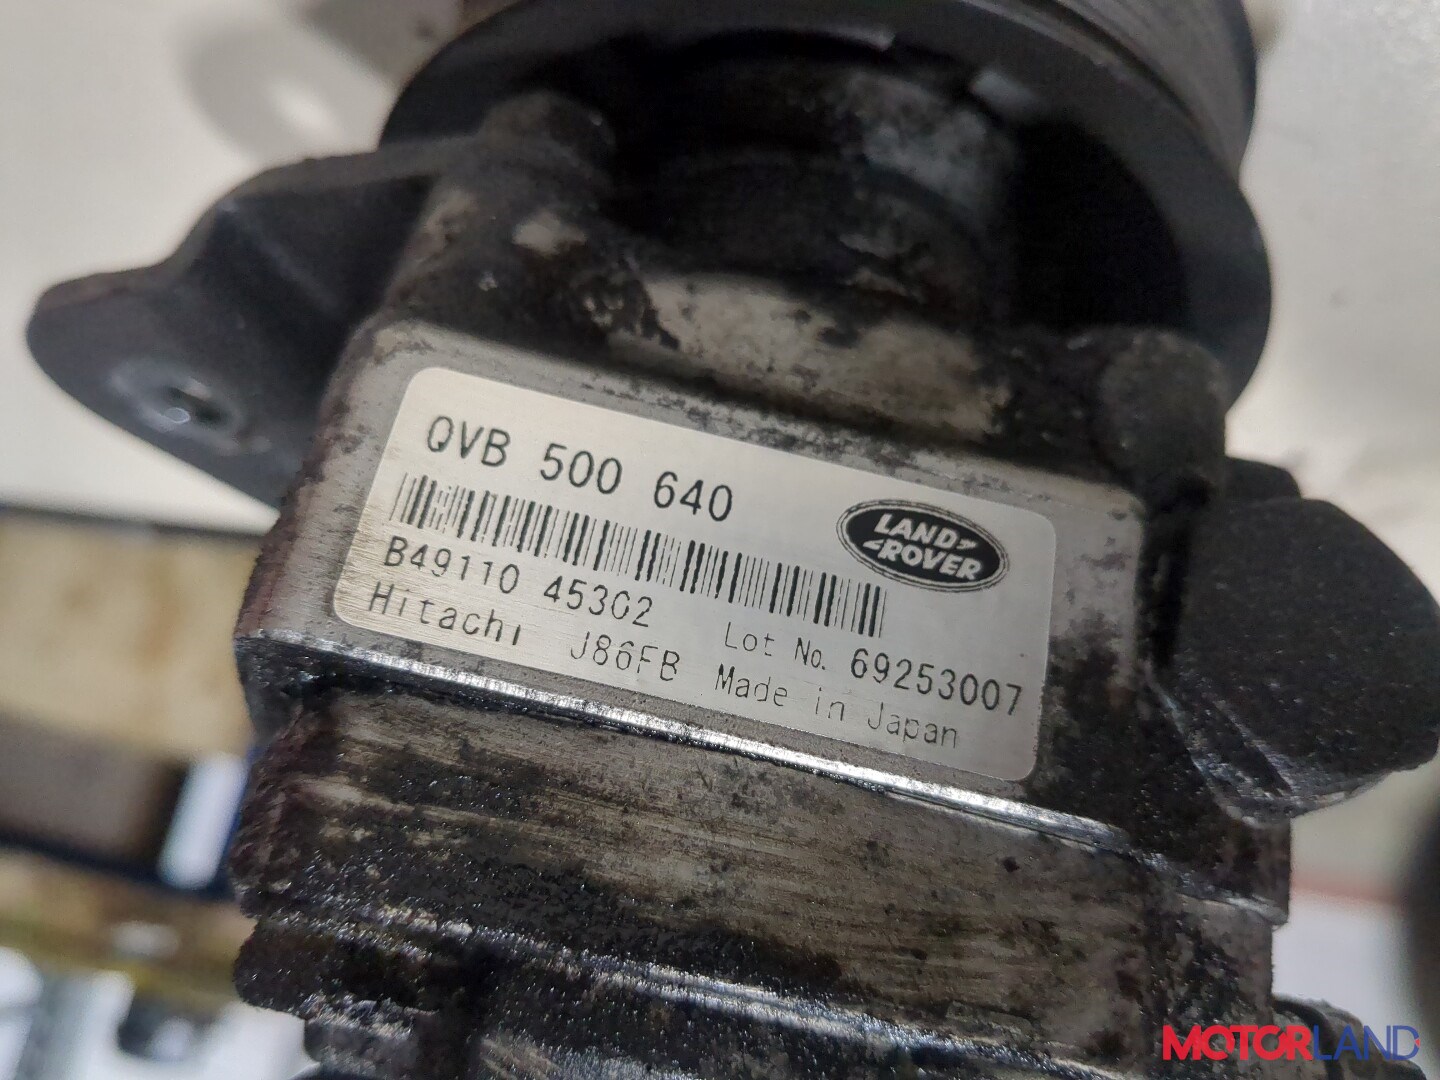 QVB 500 640
LAND
ROVER
B49110 45302
Lot No. 69253007
Hitachi J86FB Made in Japan
MOTORLAND